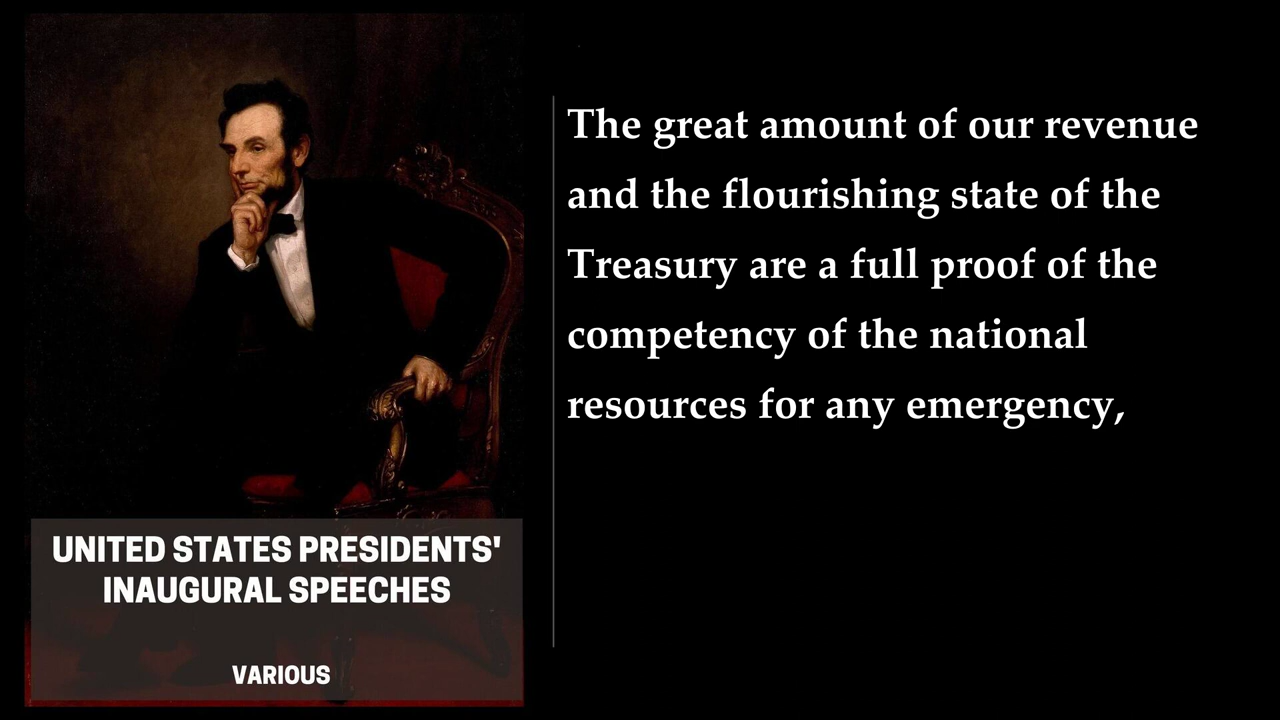 The great amount of our revenue
and the flourishing state of the
Treasury are a full proof of the
competency of the national
resources for any emergency,
UNITED STATES PRESIDENTS'
INAUGURAL SPEECHES
VARIOUS